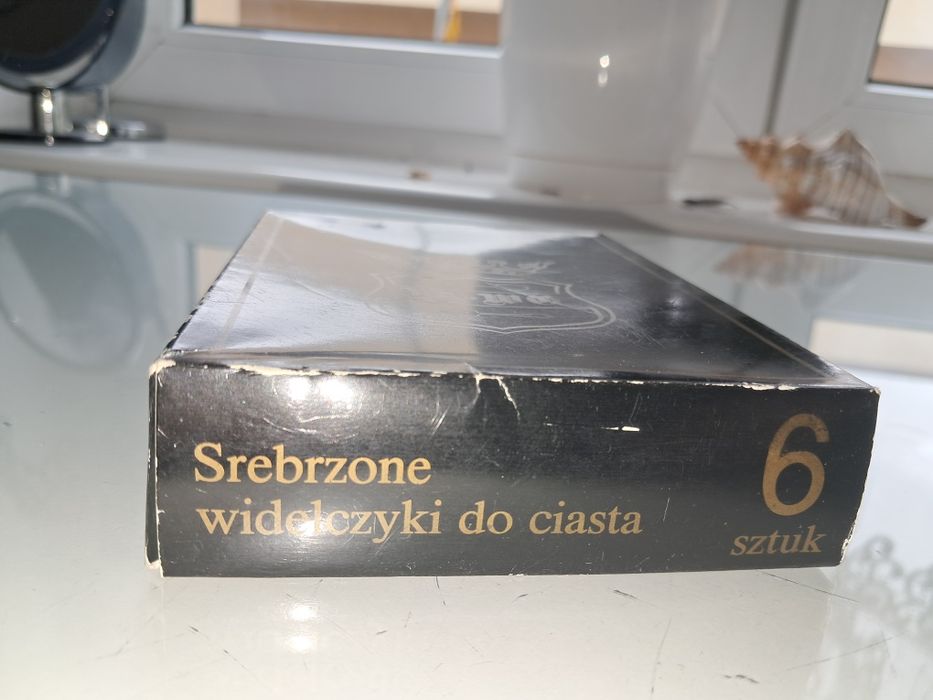 Srebrzone
widelczyki do ciasta
6
sztuk